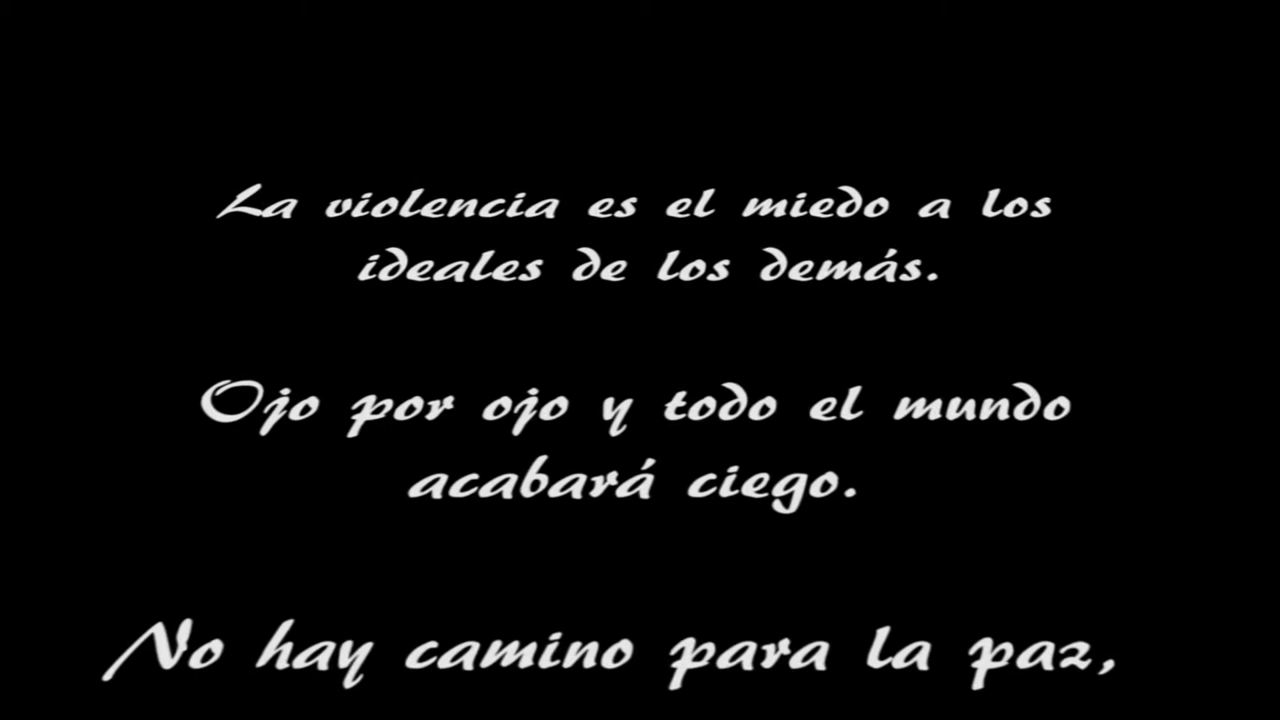 La violencia es el miedo a los
ideales de los demás.
Ojo por ojo y todo el mundo
acabará ciego.
No hay camino para la paz,